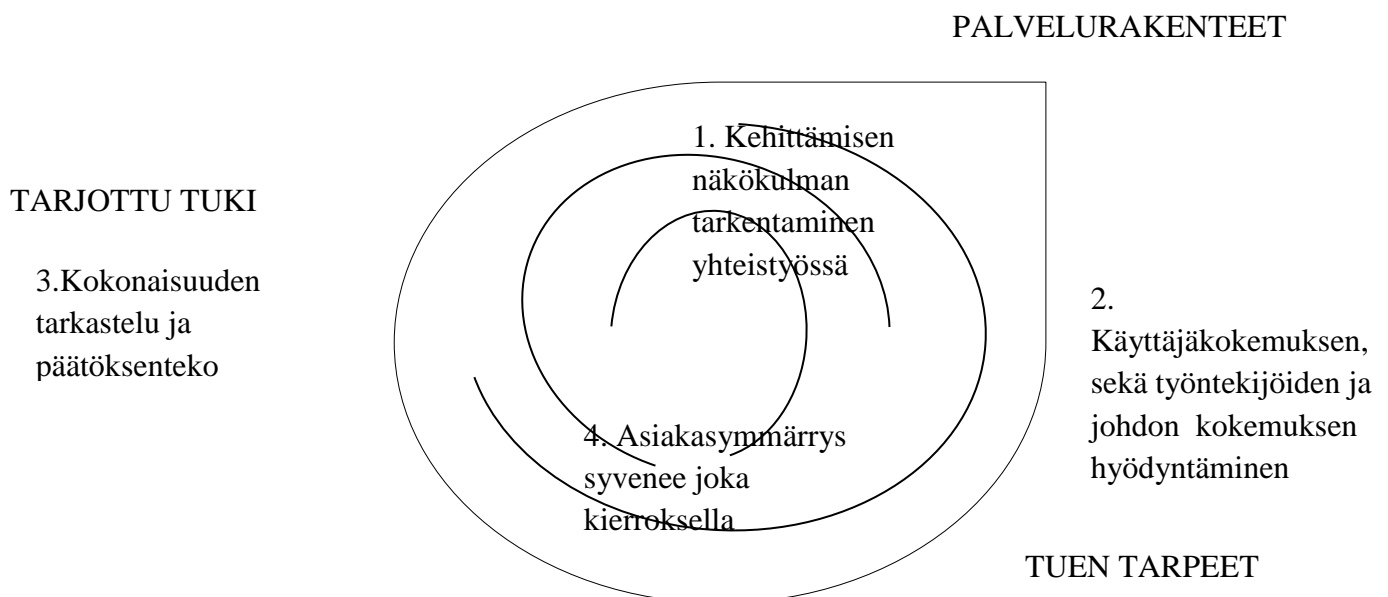 PALVELURAKENTEET
1. Kehittämisen
näkökulman
tarkentaminen
yhteistyössä
TARJOTTU TUKI
3.Kokonaisuuden
tarkastelu ja
päätöksenteko
2.
Käyttäjäkokemuksen,
sekä työntekijöiden ja
johdon kokemuksen
hyödyntäminen
4. Asiakasymmärrys
syvenee joka
kierroksella
TUEN TARPEET